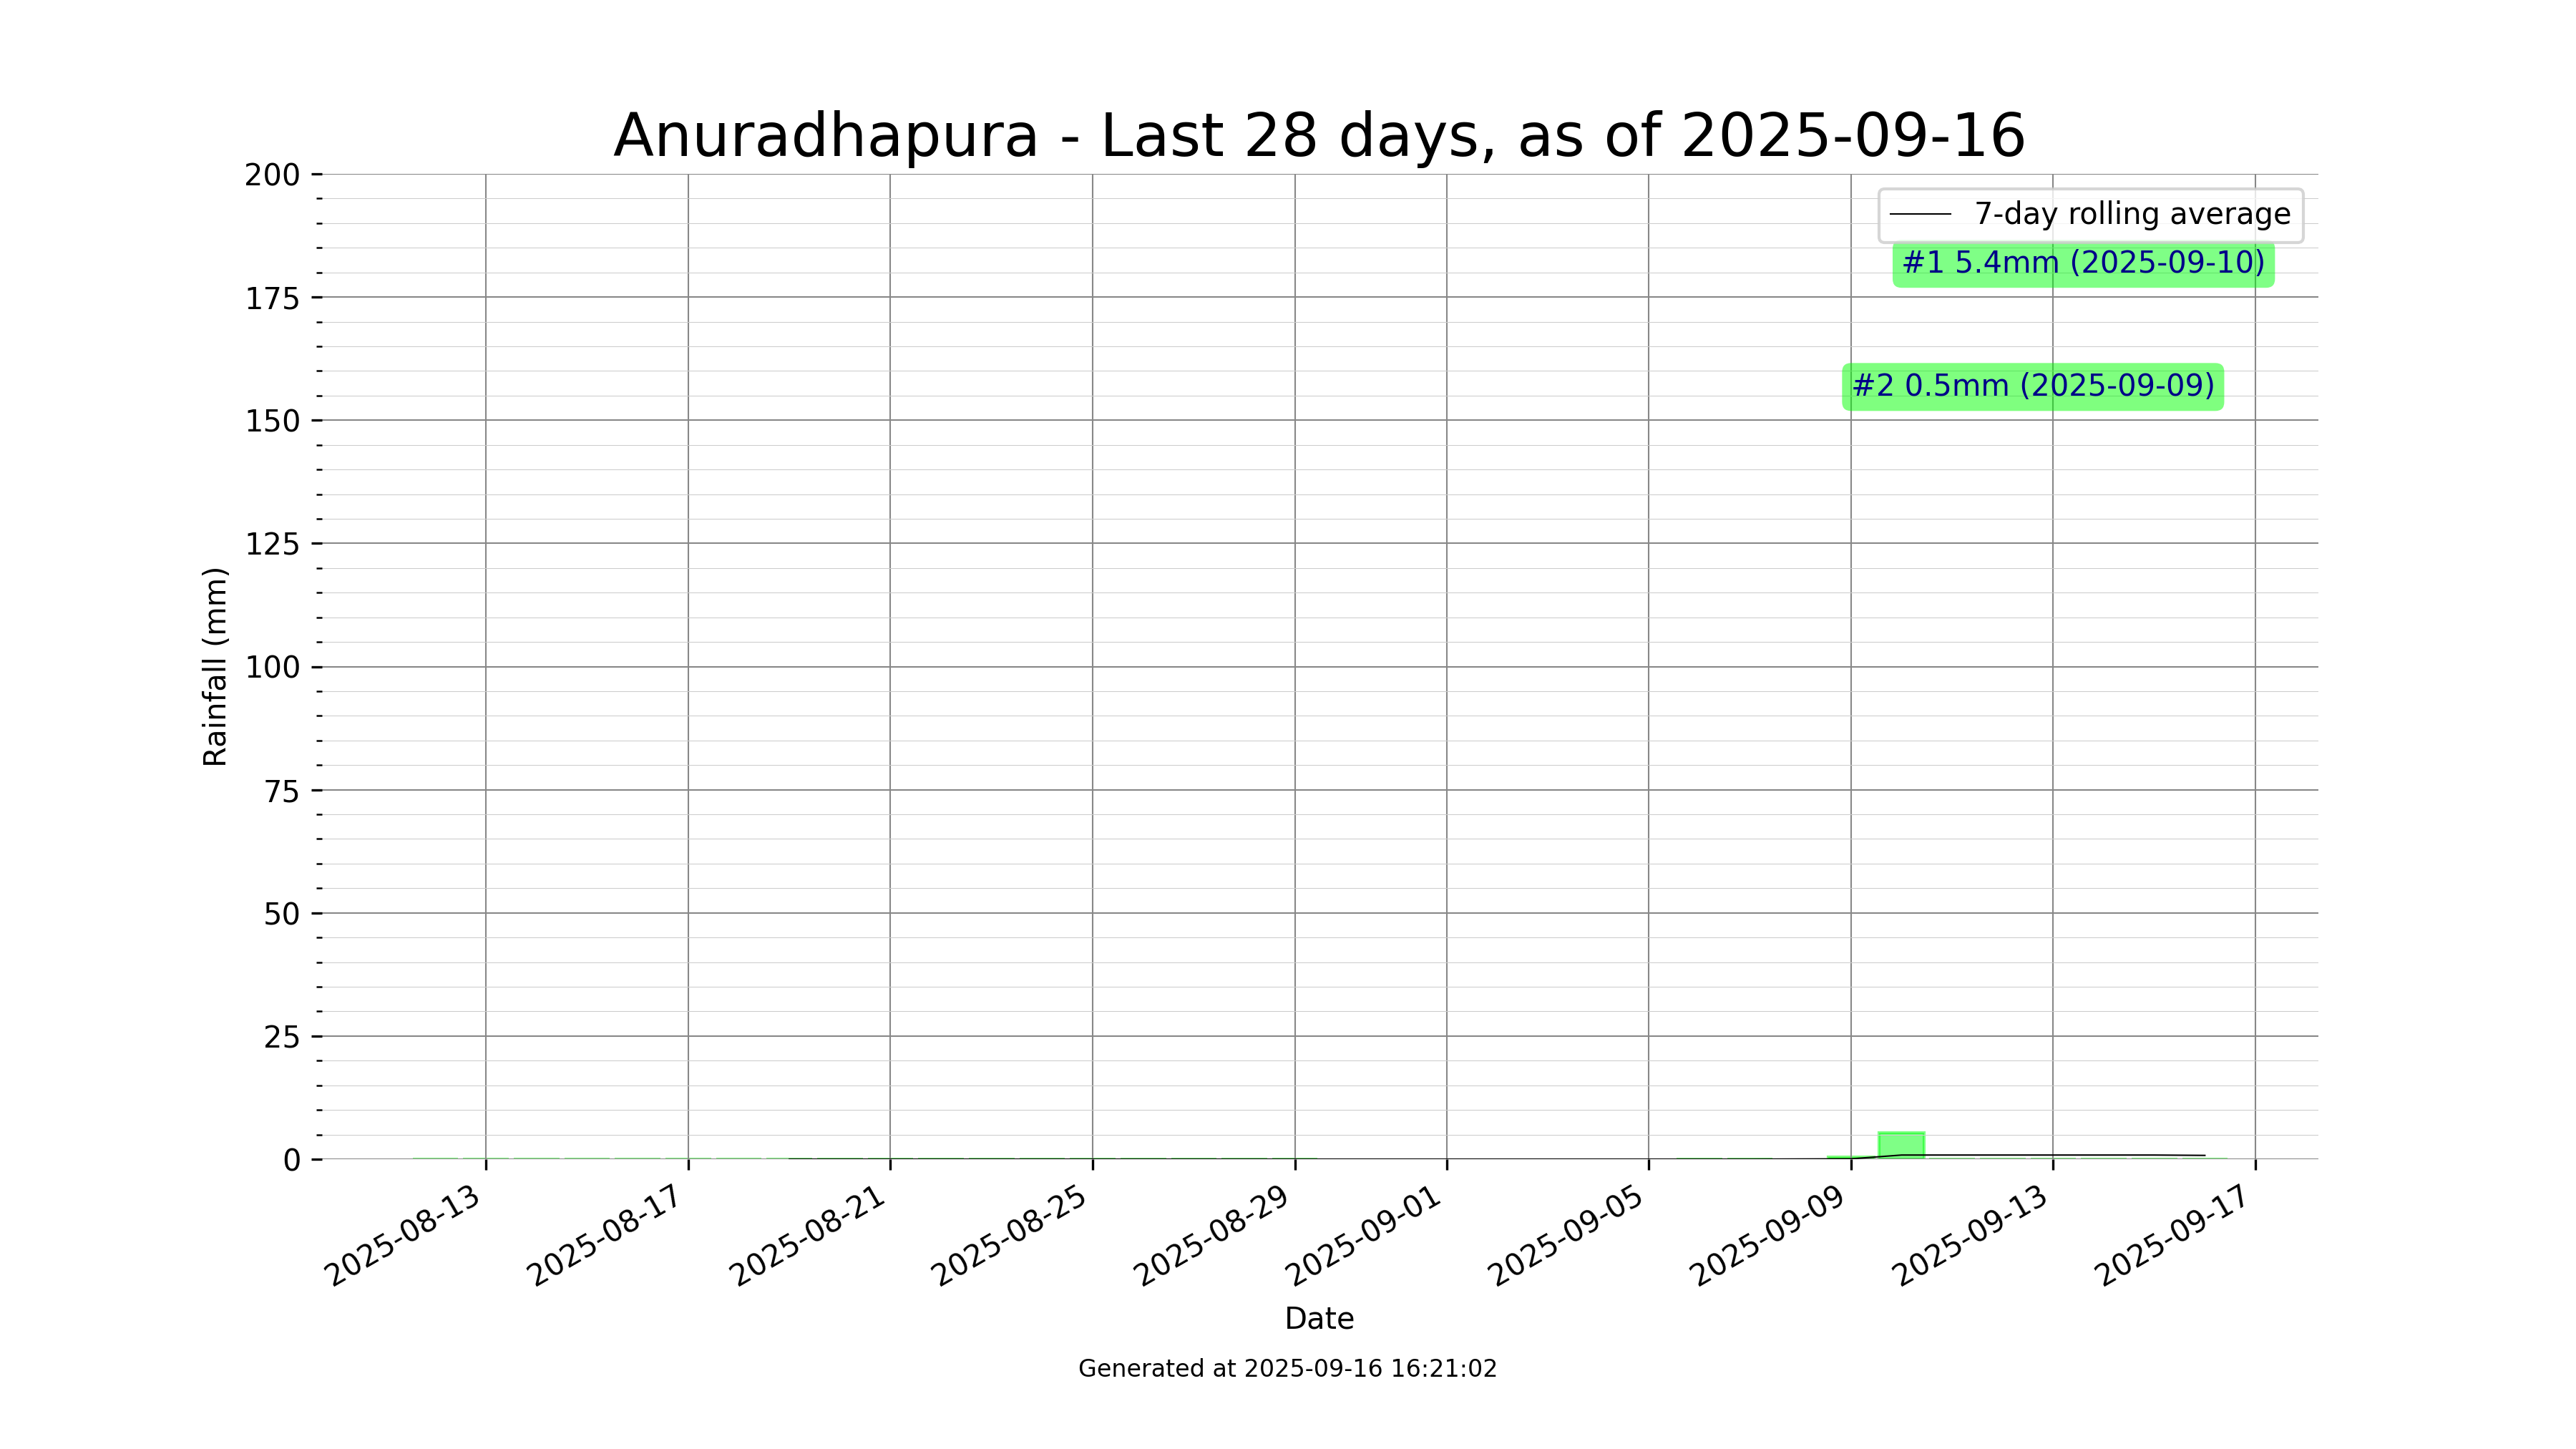 Anuradhapura - Last 28 days, as of 2025-09-16
200
175
150
125
100
75
50
25
0
Rainfall (mm)
7-day rolling average
#1 5.4mm (2025-09-10)
#2 0.5mm (2025-09-09)
2025-08-13
2025-08-17
2025-08-21
2025-08-25
2025-08-29
2025-09-01
2025-09-05
2025-09-09
2025-09-13
2025-09-17
Date
Generated at 2025-09-16 16:21:02